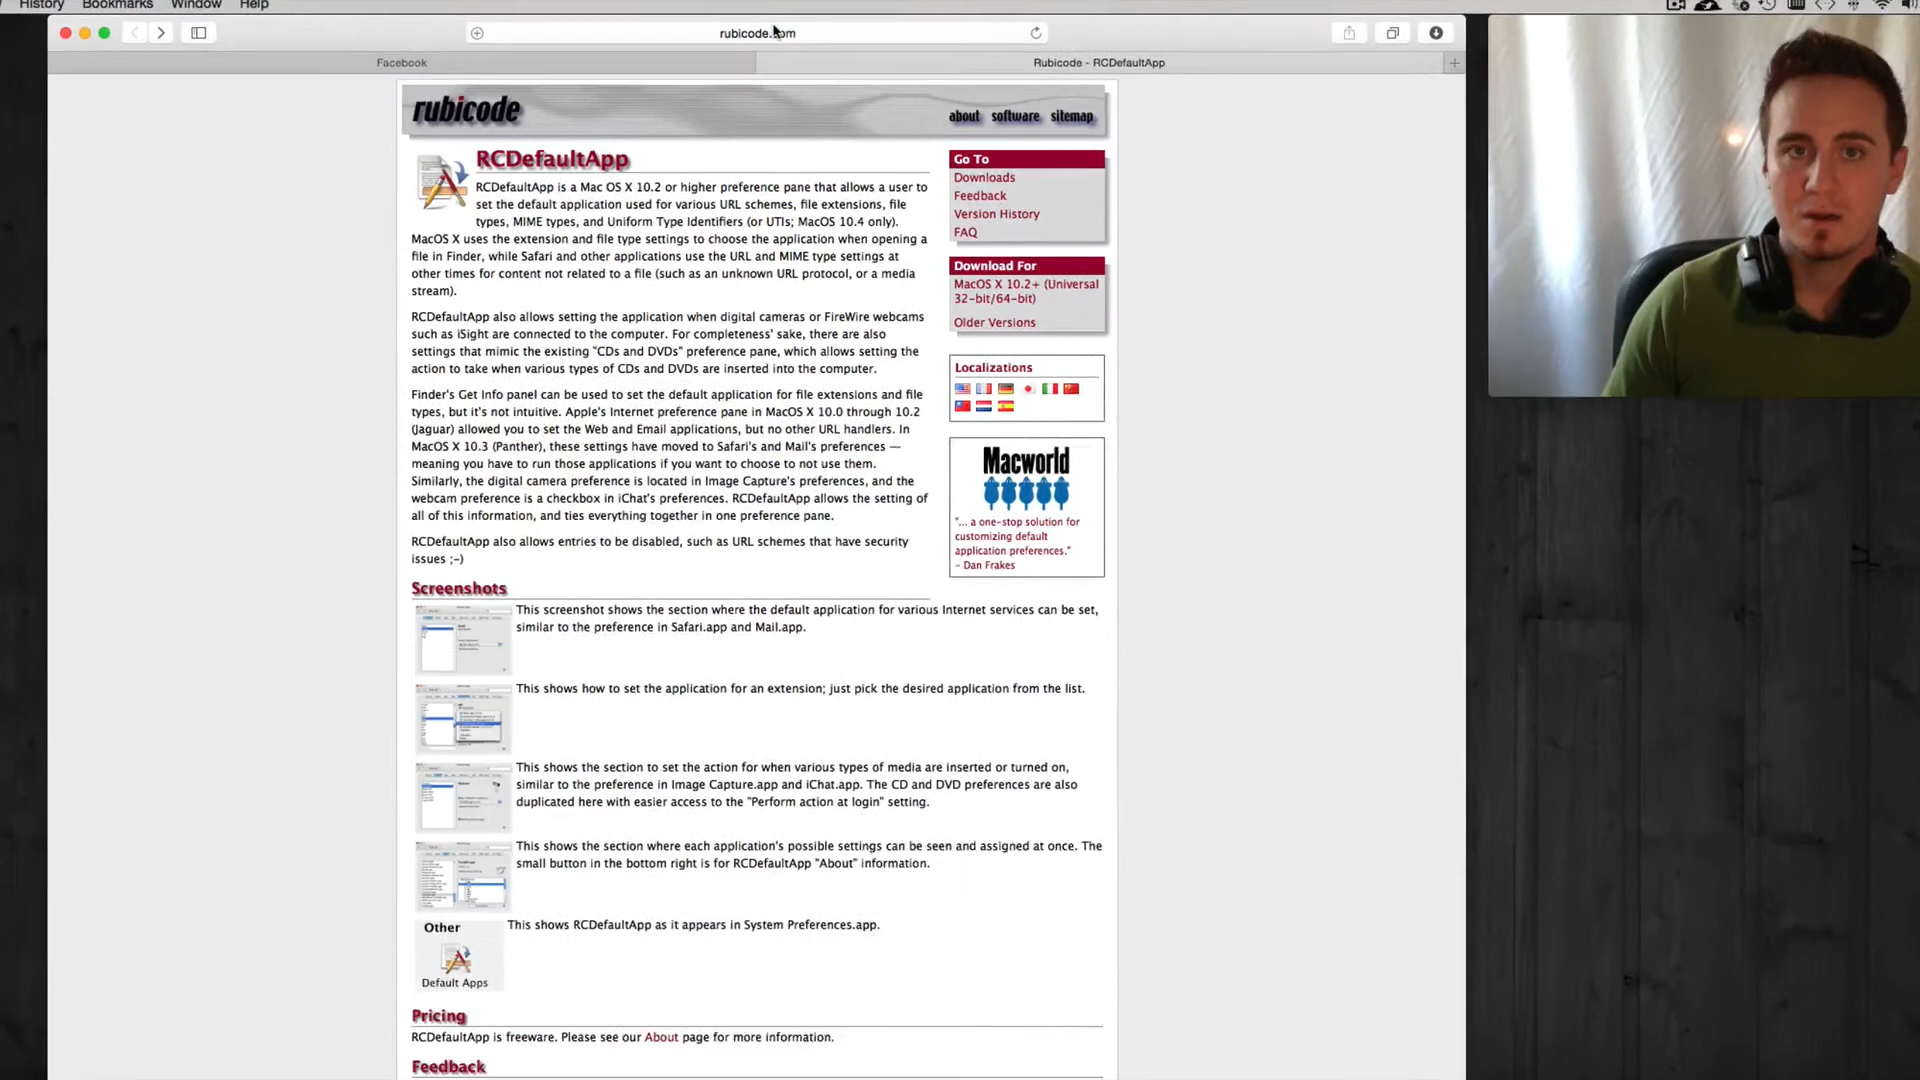 History Bookmarks Window Help
rubicode.com
Facebook
Rubicode - RCDefaultApp
rubicode
about software sitemap
RCDefaultApp
RCDefaultApp is a Mac OS X 10.2 or higher preference pane that allows a user to
set the default application used for various URL schemes, file extensions, file
types, MIME types, and Uniform Type Identifiers (or UTIs; MacOS 10.4 only).
MacOS X uses the extension and file type settings to choose the application when opening a
file in Finder, while Safari and other applications use the URL and MIME type settings at
other times for content not related to a file (such as an unknown URL protocol, or a media
stream).
RCDefaultApp also allows setting the application when digital cameras or FireWire webcams
such as iSight are connected to the computer. For completeness' sake, there are also
settings that mimic the existing "CDs and DVDs" preference pane, which allows setting the
action to take when various types of CDs and DVDs are inserted into the computer.
Finder's Get Info panel can be used to set the default application for file extensions and file
types, but it's not intuitive. Apple's Internet preference pane in MacOS X 10.0 through 10.2
(Jaguar) allowed you to set the Web and Email applications, but no other URL handlers. In
MacOS X 10.3 (Panther), these settings have moved to Safari's and Mail's preferences —
meaning you have to run those applications if you want to choose to not use them.
Similarly, the digital camera preference is located in Image Capture's preferences, and the
webcam preference is a checkbox in iChat's preferences. RCDefaultApp allows the setting of
all of this information, and ties everything together in one preference pane.
RCDefaultApp also allows entries to be disabled, such as URL schemes that have security
issues ;-)
Go To
Downloads
Feedback
Version History
FAQ
Download For
MacOS X 10.2+ (Universal
32-bit/64-bit)
Older Versions
Localizations
Macworld
"... a one-stop solution for
customizing default
application preferences."
- Dan Frakes
Screenshots
This screenshot shows the section where the default application for various Internet services can be set,
similar to the preference in Safari.app and Mail.app.
This shows how to set the application for an extension; just pick the desired application from the list.
This shows the section to set the action for when various types of media are inserted or turned on,
similar to the preference in Image Capture.app and iChat.app. The CD and DVD preferences are also
duplicated here with easier access to the "Perform action at login" setting.
This shows the section where each application's possible settings can be seen and assigned at once. The
small button in the bottom right is for RCDefaultApp "About" information.
Other
Default Apps
This shows RCDefaultApp as it appears in System Preferences.app.
Pricing
RCDefaultApp is freeware. Please see our About page for more information.
Feedback